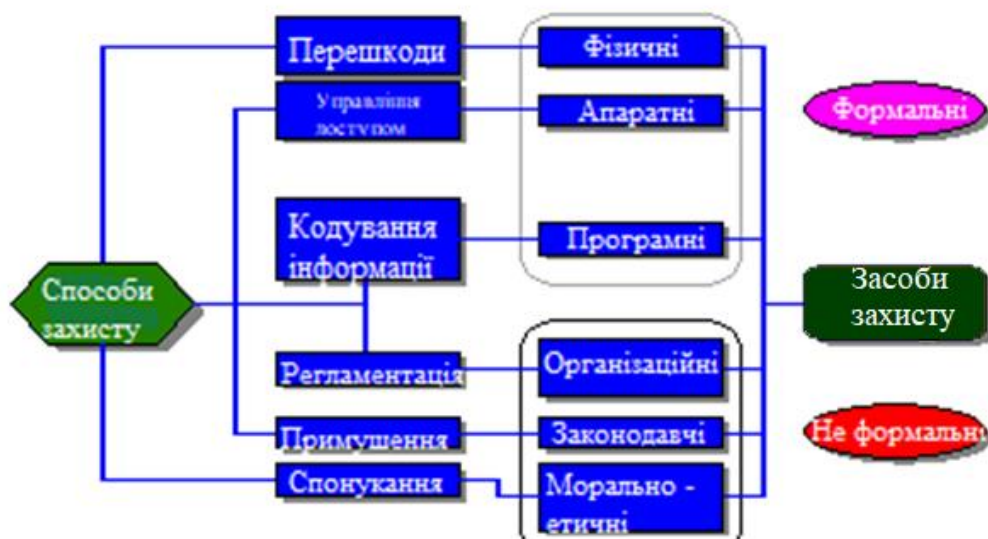 Перешкоди
Фізичні
Управління
доступом
Апаратні
Формальні
Кодування
інформації
Програмні
Способи
захисту
Засоби
захисту
Регламентація
Організаційні
Примушення
Законодавчі
Не формальні
Спонукання
Морально -
етичні